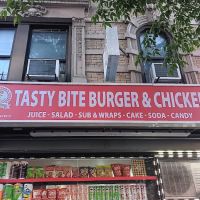 TASTY BITE BURGER & CHICKE
JUICE - SALAD - SUB & WRAPS - CAKE - SODA - CANDY